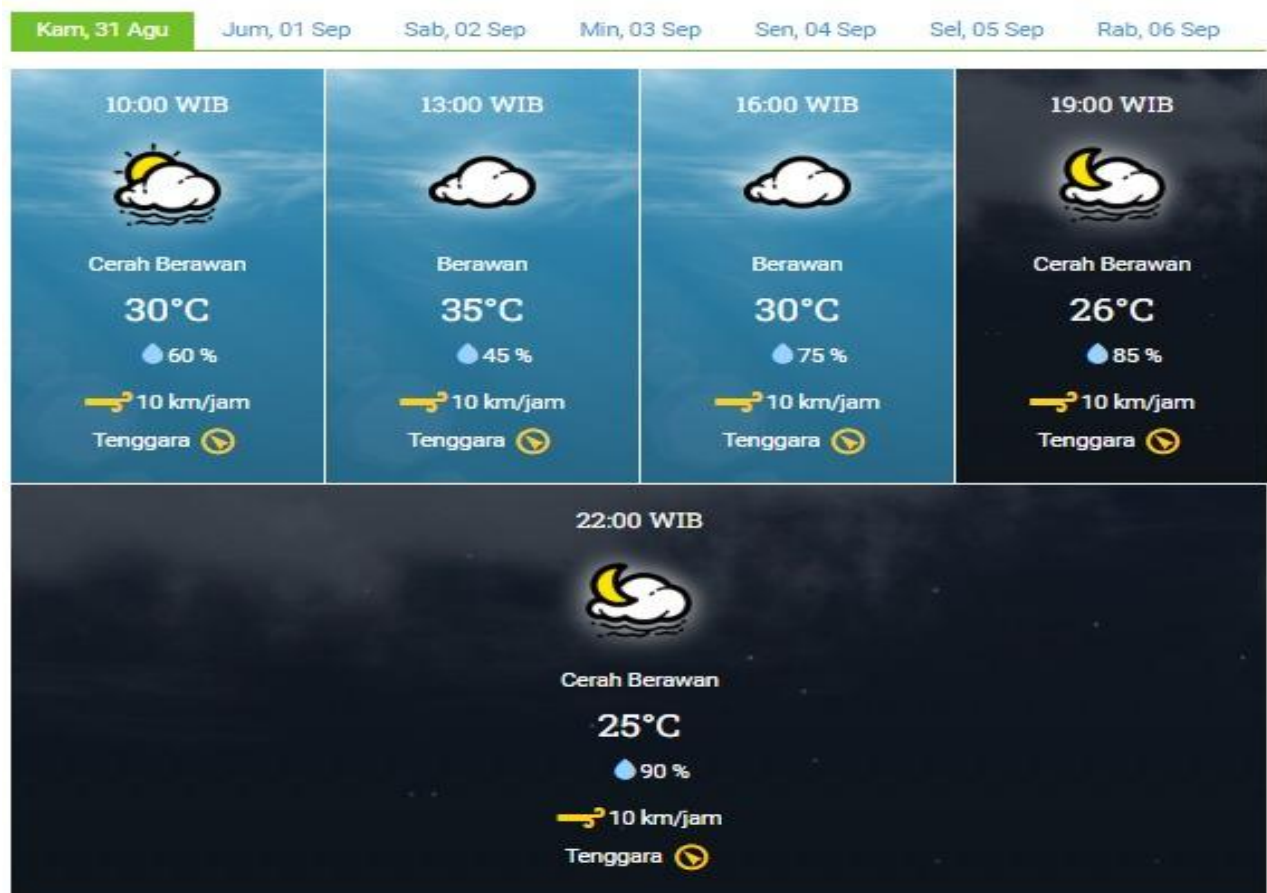 Kam, 31 Agu Jum, 01 Sep Sab, 02 Sep Min, 03 Sep Sen, 04 Sep Sel, 05 Sep Rab, 06 Sep
10:00 WIB
Cerah Berawan
30°C
60 %
10 km/jam
Tenggara
13:00 WIB
Berawan
35°C
45 %
10 km/jam
Tenggara
16:00 WIB
Berawan
30°C
75 %
10 km/jam
Tenggara
19:00 WIB
Cerah Berawan
26°C
85 %
10 km/jam
Tenggara
22:00 WIB
Cerah Berawan
25°C
90 %
10 km/jam
Tenggara